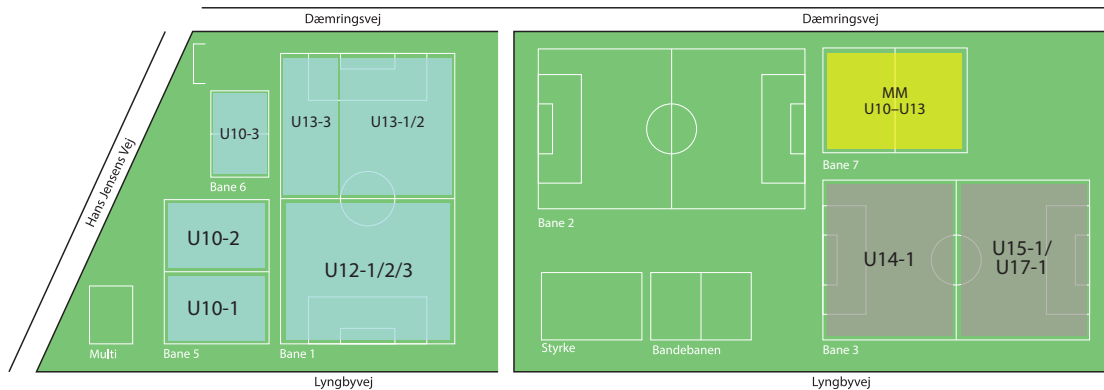 Dæmringsvej
Dæmringsvej
Hans Jensens Vej
U10-3
Bane 6
U13-3
U13-1/2
U10-2
U10-1
Multi
Bane 5
U12-1/2/3
Bane 1
Bane 2
MM
U10–U13
Bane 7
Styrke
Bandebanen
U14-1
U15-1/
U17-1
Bane 3
Lyngbyvej
Lyngbyvej